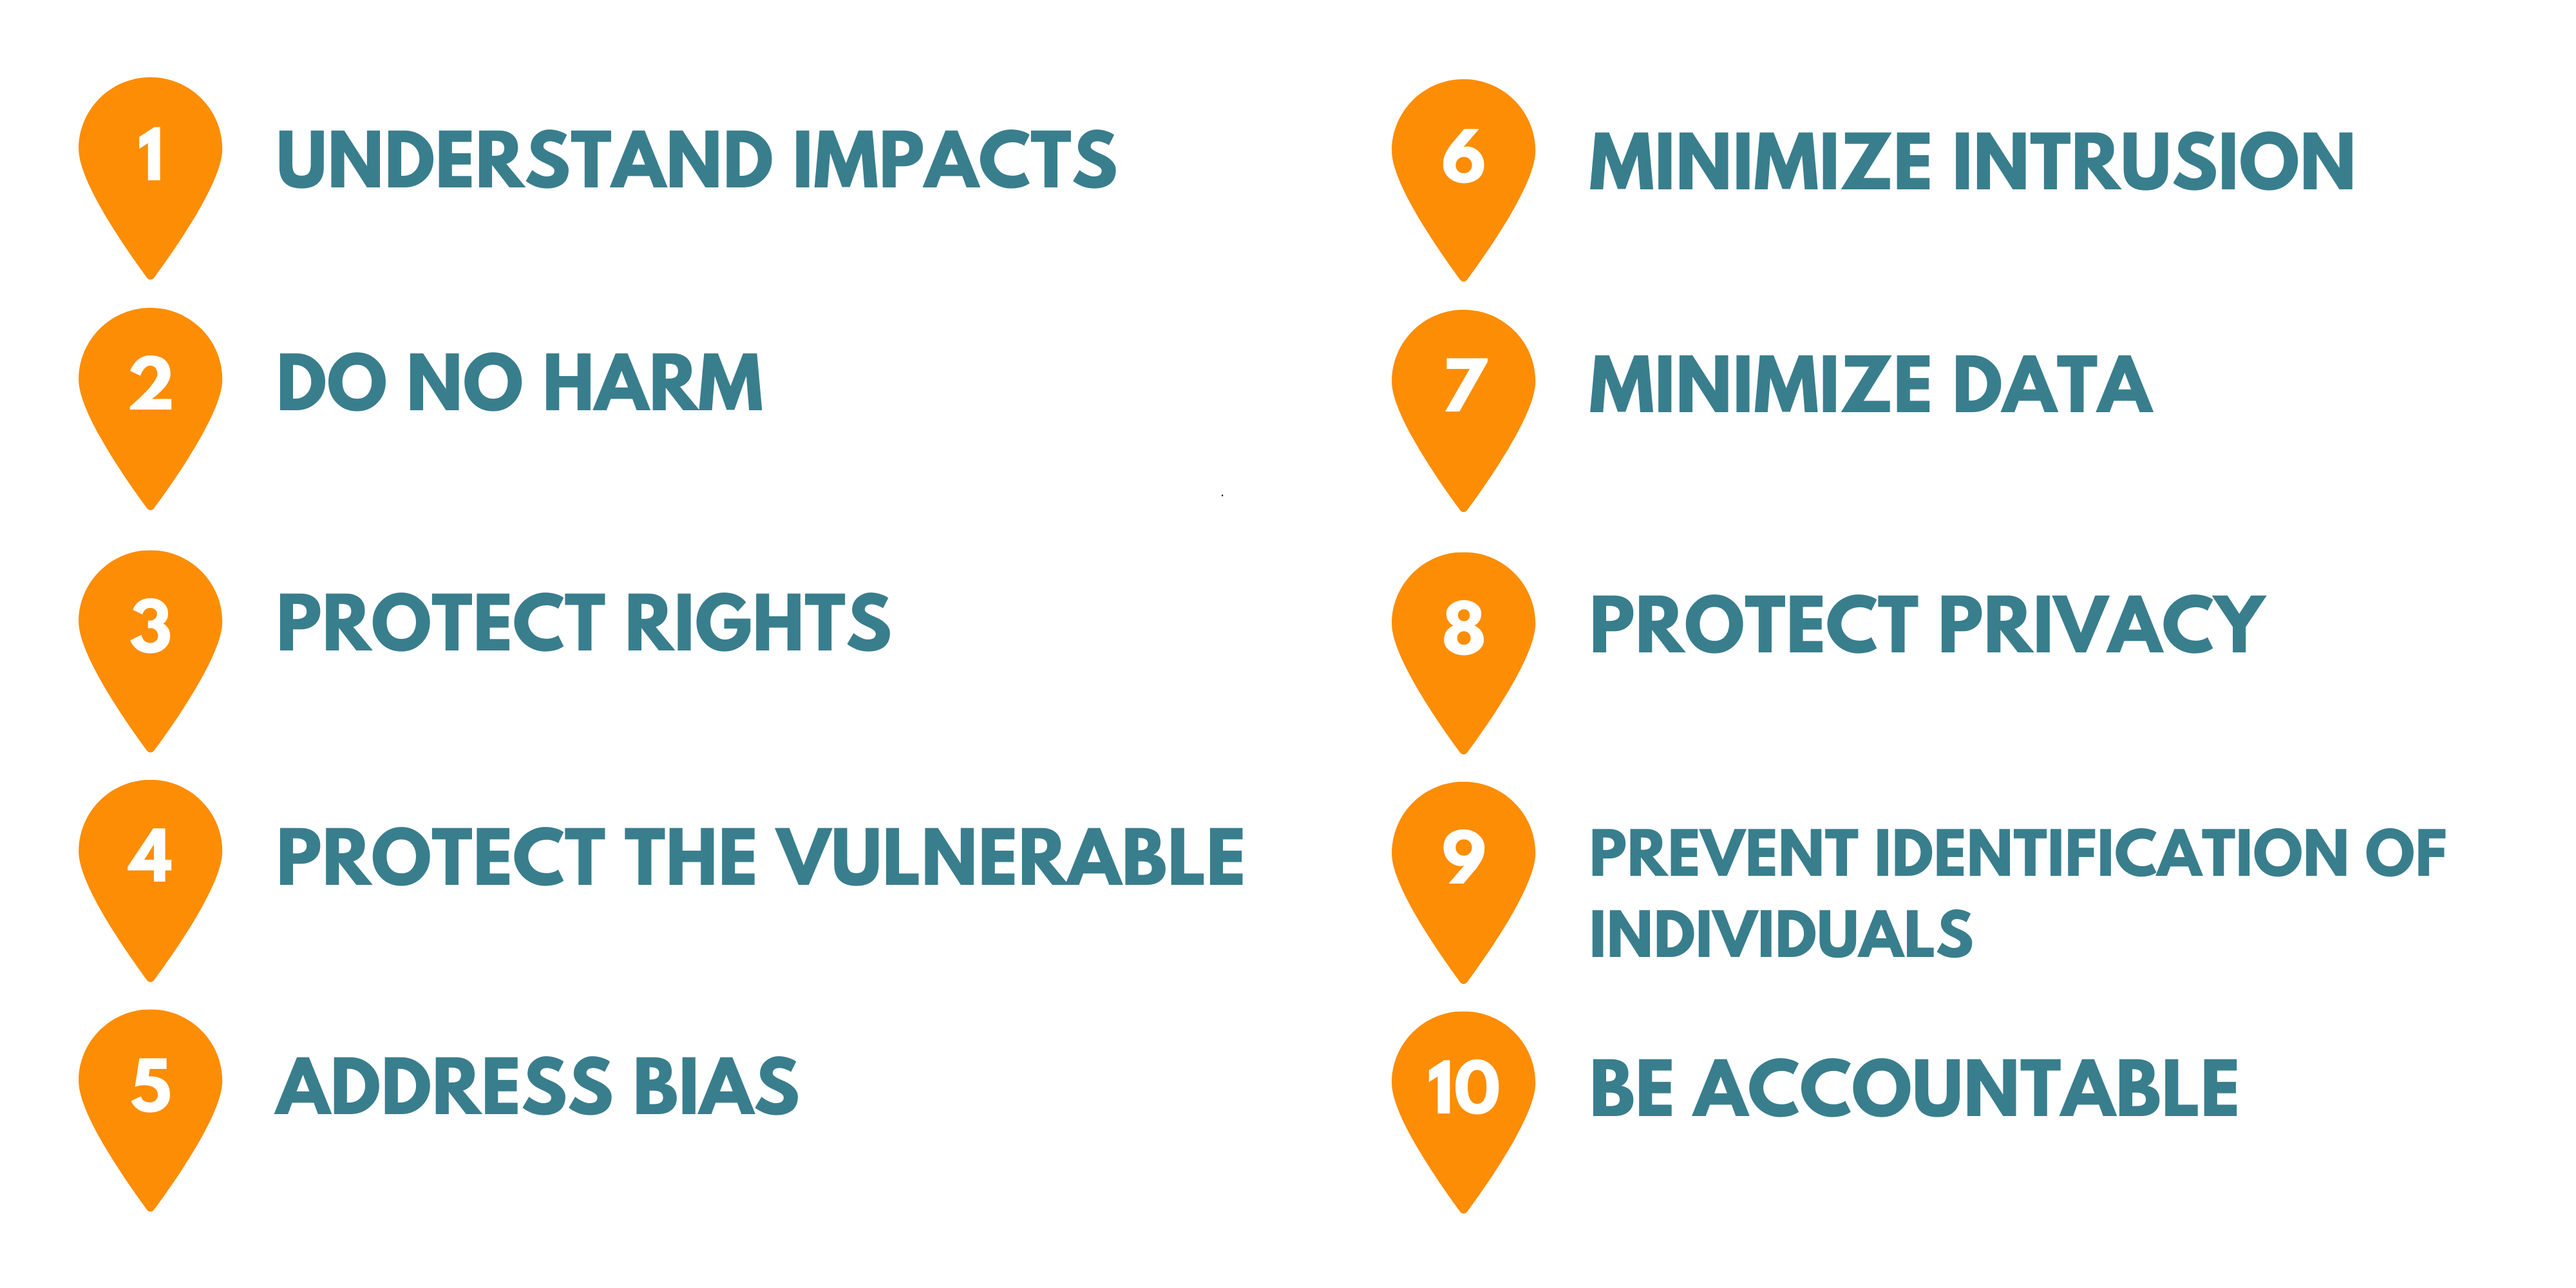 1 UNDERSTAND IMPACTS
2 DO NO HARM
3 PROTECT RIGHTS
4 PROTECT THE VULNERABLE
5 ADDRESS BIAS
6 MINIMIZE INTRUSION
7 MINIMIZE DATA
8 PROTECT PRIVACY
9 PREVENT IDENTIFICATION OF
INDIVIDUALS
10 BE ACCOUNTABLE